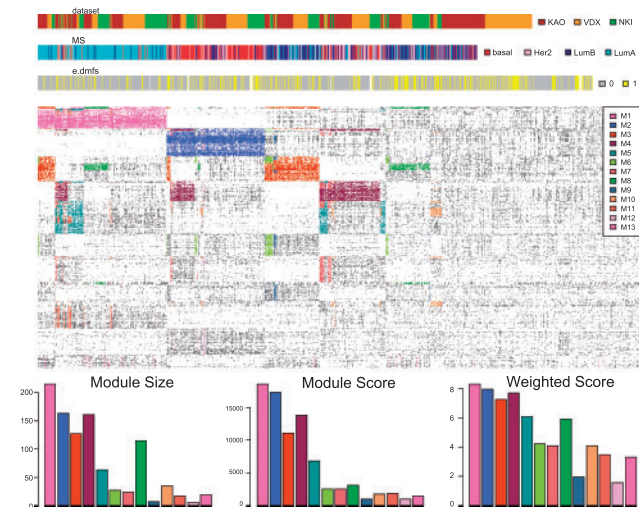 dataset
KAO VDX NKI
MS
basal Her2 LumB LumA
e.dmfs
0 1
M1
M2
M3
M4
M5
M6
M7
M8
M9
M10
M11
M12
M13
Module Size
200
150
100
50
0
Module Score
15000
10000
5000
0
Weighted Score
8
6
4
2
0